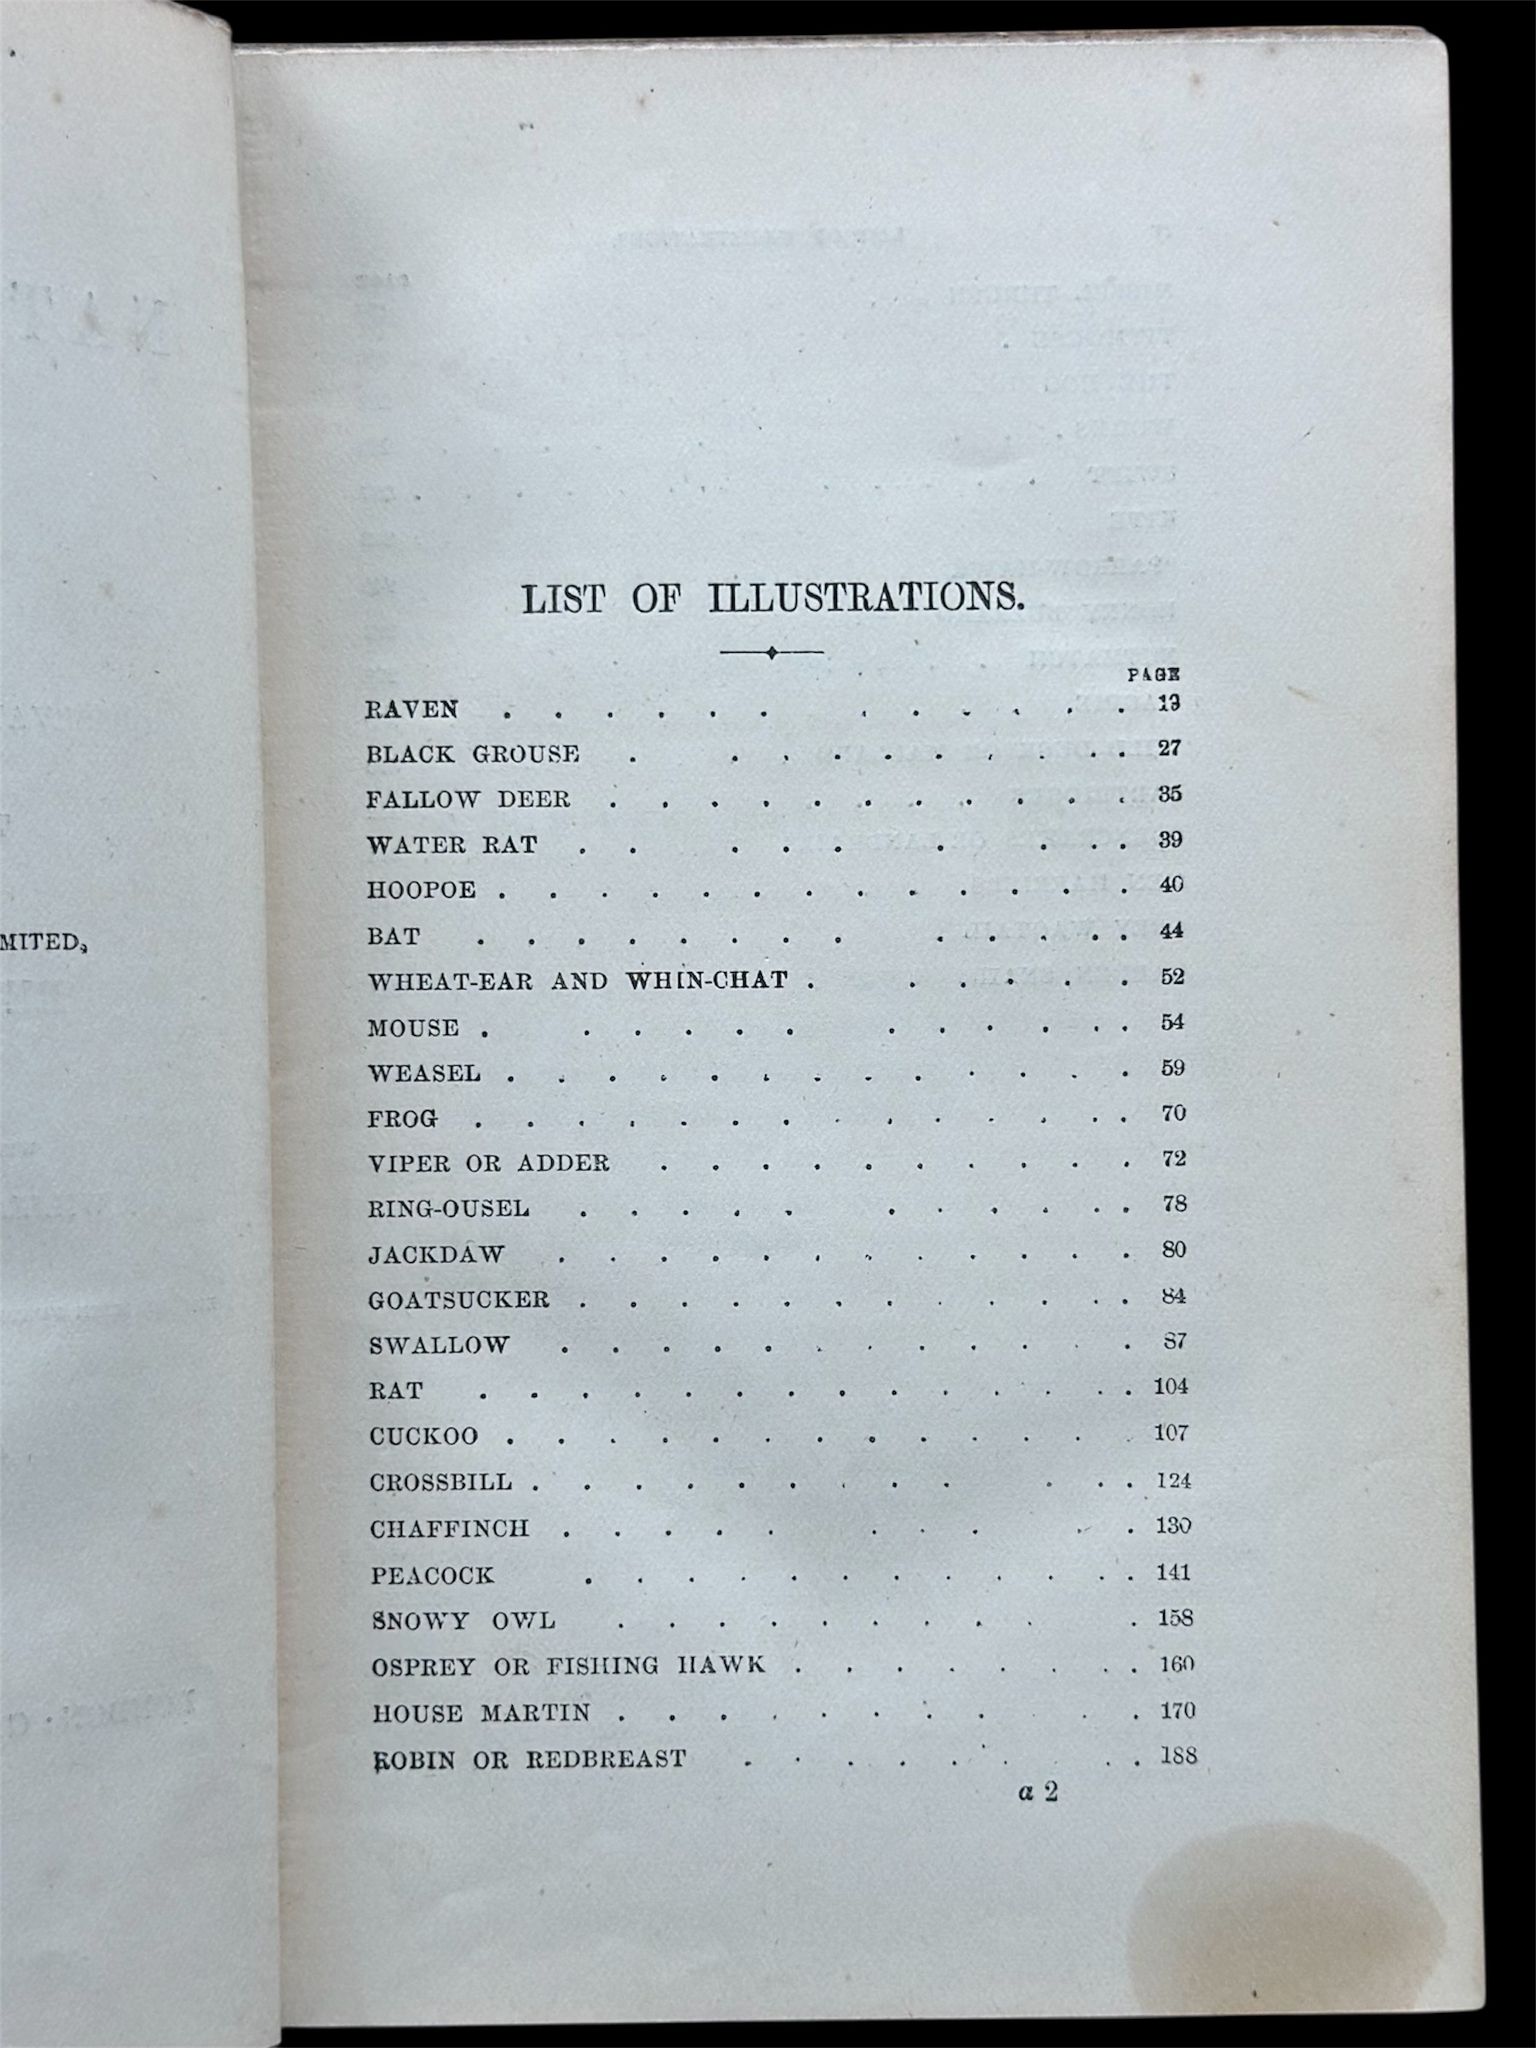 MITED,
LIST OF ILLUSTRATIONS.
PAGE
RAVEN . . . . . . . . . . . . 13
BLACK GROUSE . . . . . . . . . . 27
FALLOW DEER . . . . . . . . . . . 35
WATER RAT . . . . . . . . . 39
HOOPOE . . . . . . . . . . . . . 40
BAT . . . . . . . . . . . . . 44
WHEAT-EAR AND WHIN-CHAT . . . . . . 52
MOUSE . . . . . . . . . . . . 54
WEASEL . . . . . . . . . . . . . 59
FROG . . . . . . . . . . . . . . 70
VIPER OR ADDER . . . . . . . . . . 72
RING-OUSEL . . . . . . . . . . . 78
JACKDAW . . . . . . . . . . . . 80
GOATSUCKER . . . . . . . . . . . . 84
SWALLOW . . . . . . . . . . . . 87
RAT . . . . . . . . . . . . . . 104
CUCKOO . . . . . . . . . . . . . 107
CROSSBILL . . . . . . . . . . . . 124
CHAFFINCH . . . . . . . . . . 130
PEACOCK . . . . . . . . . . . . 141
SNOWY OWL . . . . . . . . . . 158
OSPREY OR FISHING HAWK . . . . . . . . 160
HOUSE MARTIN . . . . . . . . . . 170
ROBIN OR REDBREAST . . . . . . . . 188
a 2